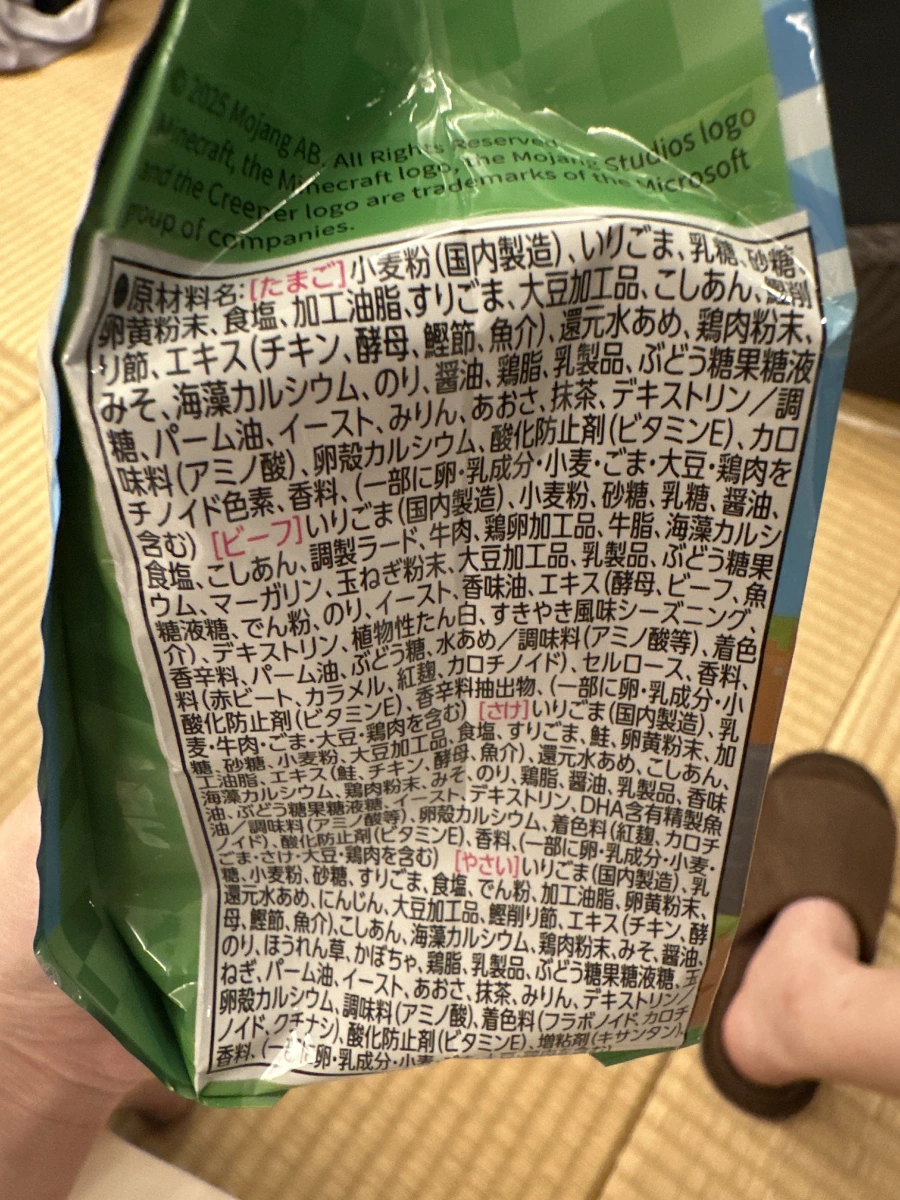 © 2025 Mojang AB. All Rights Reserved.
Minecraft, the Minecraft logo, the Mojang Studios logo
and the Creeper logo are trademarks of the Microsoft
group of companies.
●原材料名:[たまご]小麦粉(国内製造)、いりごま、乳糖、砂糖、
卵黄粉末、食塩、加工油脂、すりごま、大豆加工品、こしあん、鰹削
り節、エキス(チキン、酵母、鰹節、魚介)、還元水あめ、鶏肉粉末、
みそ、海藻カルシウム、のり、醤油、鶏脂、乳製品、ぶどう糖果糖液
糖、パーム油、イースト、みりん、あおさ、抹茶、デキストリン/調
味料(アミノ酸)、卵殻カルシウム、酸化防止剤(ビタミンE)、カロ
チノイド色素、香料、(一部に卵・乳成分・小麦・ごま・大豆・鶏肉を
含む) [ビーフ]いりごま(国内製造)、小麦粉、砂糖、乳糖、醤油、
食塩、こしあん、調製ラード、牛肉、鶏卵加工品、牛脂、海藻カルシ
ウム、マーガリン、玉ねぎ粉末、大豆加工品、乳製品、ぶどう糖果
糖液糖、でん粉、のり、イースト、香味油、エキス(酵母、ビーフ、魚
介)、デキストリン、植物性たん白、すきやき風味シーズニング、
香辛料、パーム油、ぶどう糖、水あめ/調味料(アミノ酸等)、着色
料(赤ビート、カラメル、紅麹、カロチノイド)、セルロース、香料、
酸化防止剤(ビタミンE)、香辛料抽出物、(一部に卵・乳成分・小
麦・牛肉・ごま・大豆・鶏肉を含む) [さけ]いりごま(国内製造)、乳
糖、砂糖、小麦粉、大豆加工品、食塩、すりごま、鮭、卵黄粉末、加
工油脂、エキス(鮭、チキン、酵母、魚介)、還元水あめ、こしあん、
海藻カルシウム、鶏肉粉末、みそ、のり、鶏脂、醤油、乳製品、香味
油、ぶどう糖果糖液糖、イースト、デキストリン、DHA含有精製魚
油/調味料(アミノ酸等)、卵殻カルシウム、着色料(紅麹、カロチ
ノイド)、酸化防止剤(ビタミンE)、香料、(一部に卵・乳成分・小麦・
ごま・さけ・大豆・鶏肉を含む) [やさい]いりごま(国内製造)、乳
糖、小麦粉、砂糖、すりごま、食塩、でん粉、加工油脂、卵黄粉末、
還元水あめ、にんじん、大豆加工品、鰹削り節、エキス(チキン、酵
母、鰹節、魚介)、こしあん、海藻カルシウム、鶏肉粉末、みそ、醤油、
のり、ほうれん草、かぼちゃ、鶏脂、乳製品、ぶどう糖果糖液糖、玉
ねぎ、パーム油、イースト、あおさ、抹茶、みりん、デキストリン/
卵殻カルシウム、調味料(アミノ酸)、着色料(フラボノイド、カロチ
ノイド、クチナシ)、酸化防止剤(ビタミンE)、増粘剤(キサンタン)、
香料、(一部に卵・乳成分・小麦